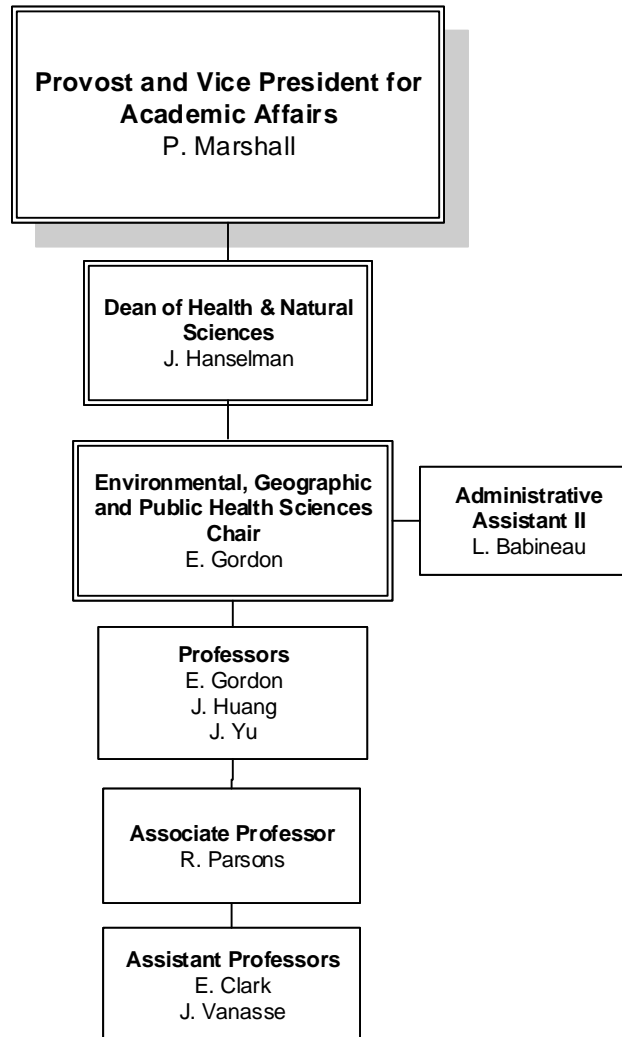 Provost and Vice President for
Academic Affairs
P. Marshall
Dean of Health & Natural
Sciences
J. Hanselman
Environmental, Geographic
and Public Health Sciences
Chair
E. Gordon
Administrative
Assistant II
L. Babineau
Professors
E. Gordon
J. Huang
J. Yu
Associate Professor
R. Parsons
Assistant Professors
E. Clark
J. Vanasse